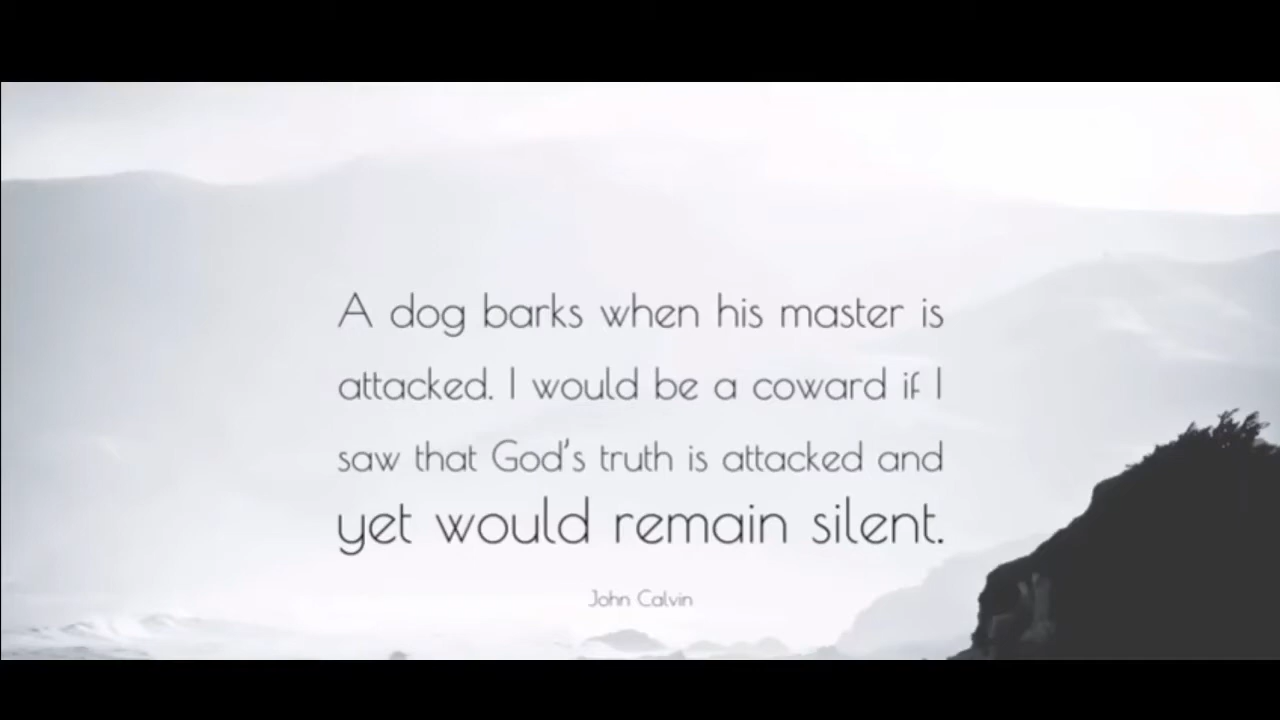 A dog barks when his master is
attacked. I would be a coward if I
saw that God's truth is attacked and
yet would remain silent.
John Calvin